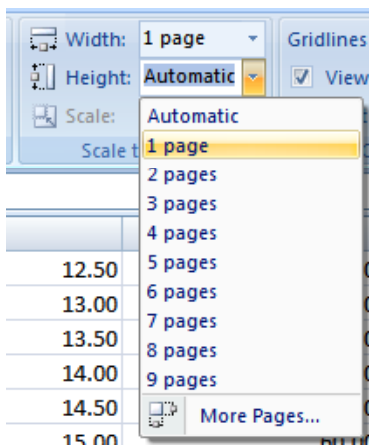 Width: 1 page Gridlines
Height: Automatic View
Scale: Automatic
Scale t 1 page
2 pages
3 pages
4 pages
12.50 5 pages
13.00 6 pages
13.50 7 pages
8 pages
14.00 9 pages
14.50 More Pages...
15.00 60.00